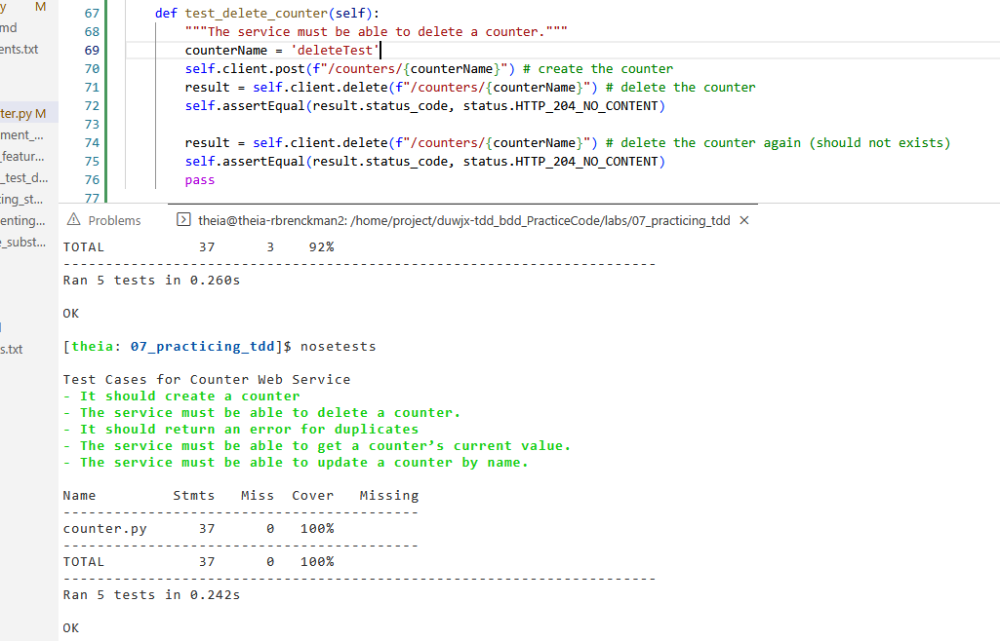 y M
md
ents.txt
ter.py M
ment_...
_featur...
_test_d...
ing_st...
enting...
e_subst...
s.txt
67 def test_delete_counter(self):
68 """The service must be able to delete a counter."""
69 counterName = 'deleteTest'
70 self.client.post(f"/counters/{counterName}") # create the counter
71 result = self.client.delete(f"/counters/{counterName}") # delete the counter
72 self.assertEqual(result.status_code, status.HTTP_204_NO_CONTENT)
73
74 result = self.client.delete(f"/counters/{counterName}") # delete the counter again (should not exists)
75 self.assertEqual(result.status_code, status.HTTP_204_NO_CONTENT)
76 pass
77
Problems theia@theia-rbrenckman2: /home/project/duwjx-tdd_bdd_PracticeCode/labs/07_practicing_tdd ×
TOTAL 37 3 92%
----------------------------------------------------------------------
Ran 5 tests in 0.260s
OK
[theia: 07_practicing_tdd]$ nosetests
Test Cases for Counter Web Service
- It should create a counter
- The service must be able to delete a counter.
- It should return an error for duplicates
- The service must be able to get a counter’s current value.
- The service must be able to update a counter by name.
Name Stmts Miss Cover Missing
------------------------------------------
counter.py 37 0 100%
------------------------------------------
TOTAL 37 0 100%
----------------------------------------------------------------------
Ran 5 tests in 0.242s
OK